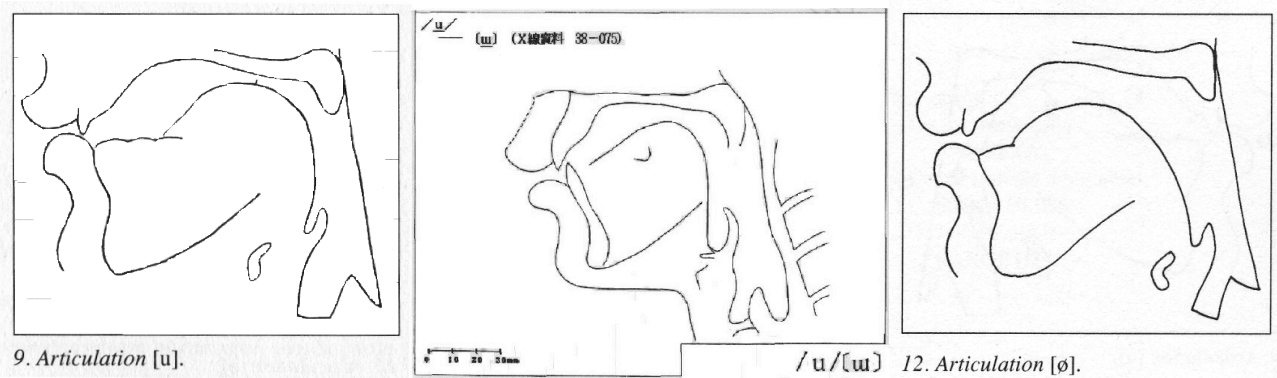 /u/
[ɯ] (X線資料 38-075)
0 10 20 30mm
/u/[ɯ]
9. Articulation [u].
12. Articulation [ø].